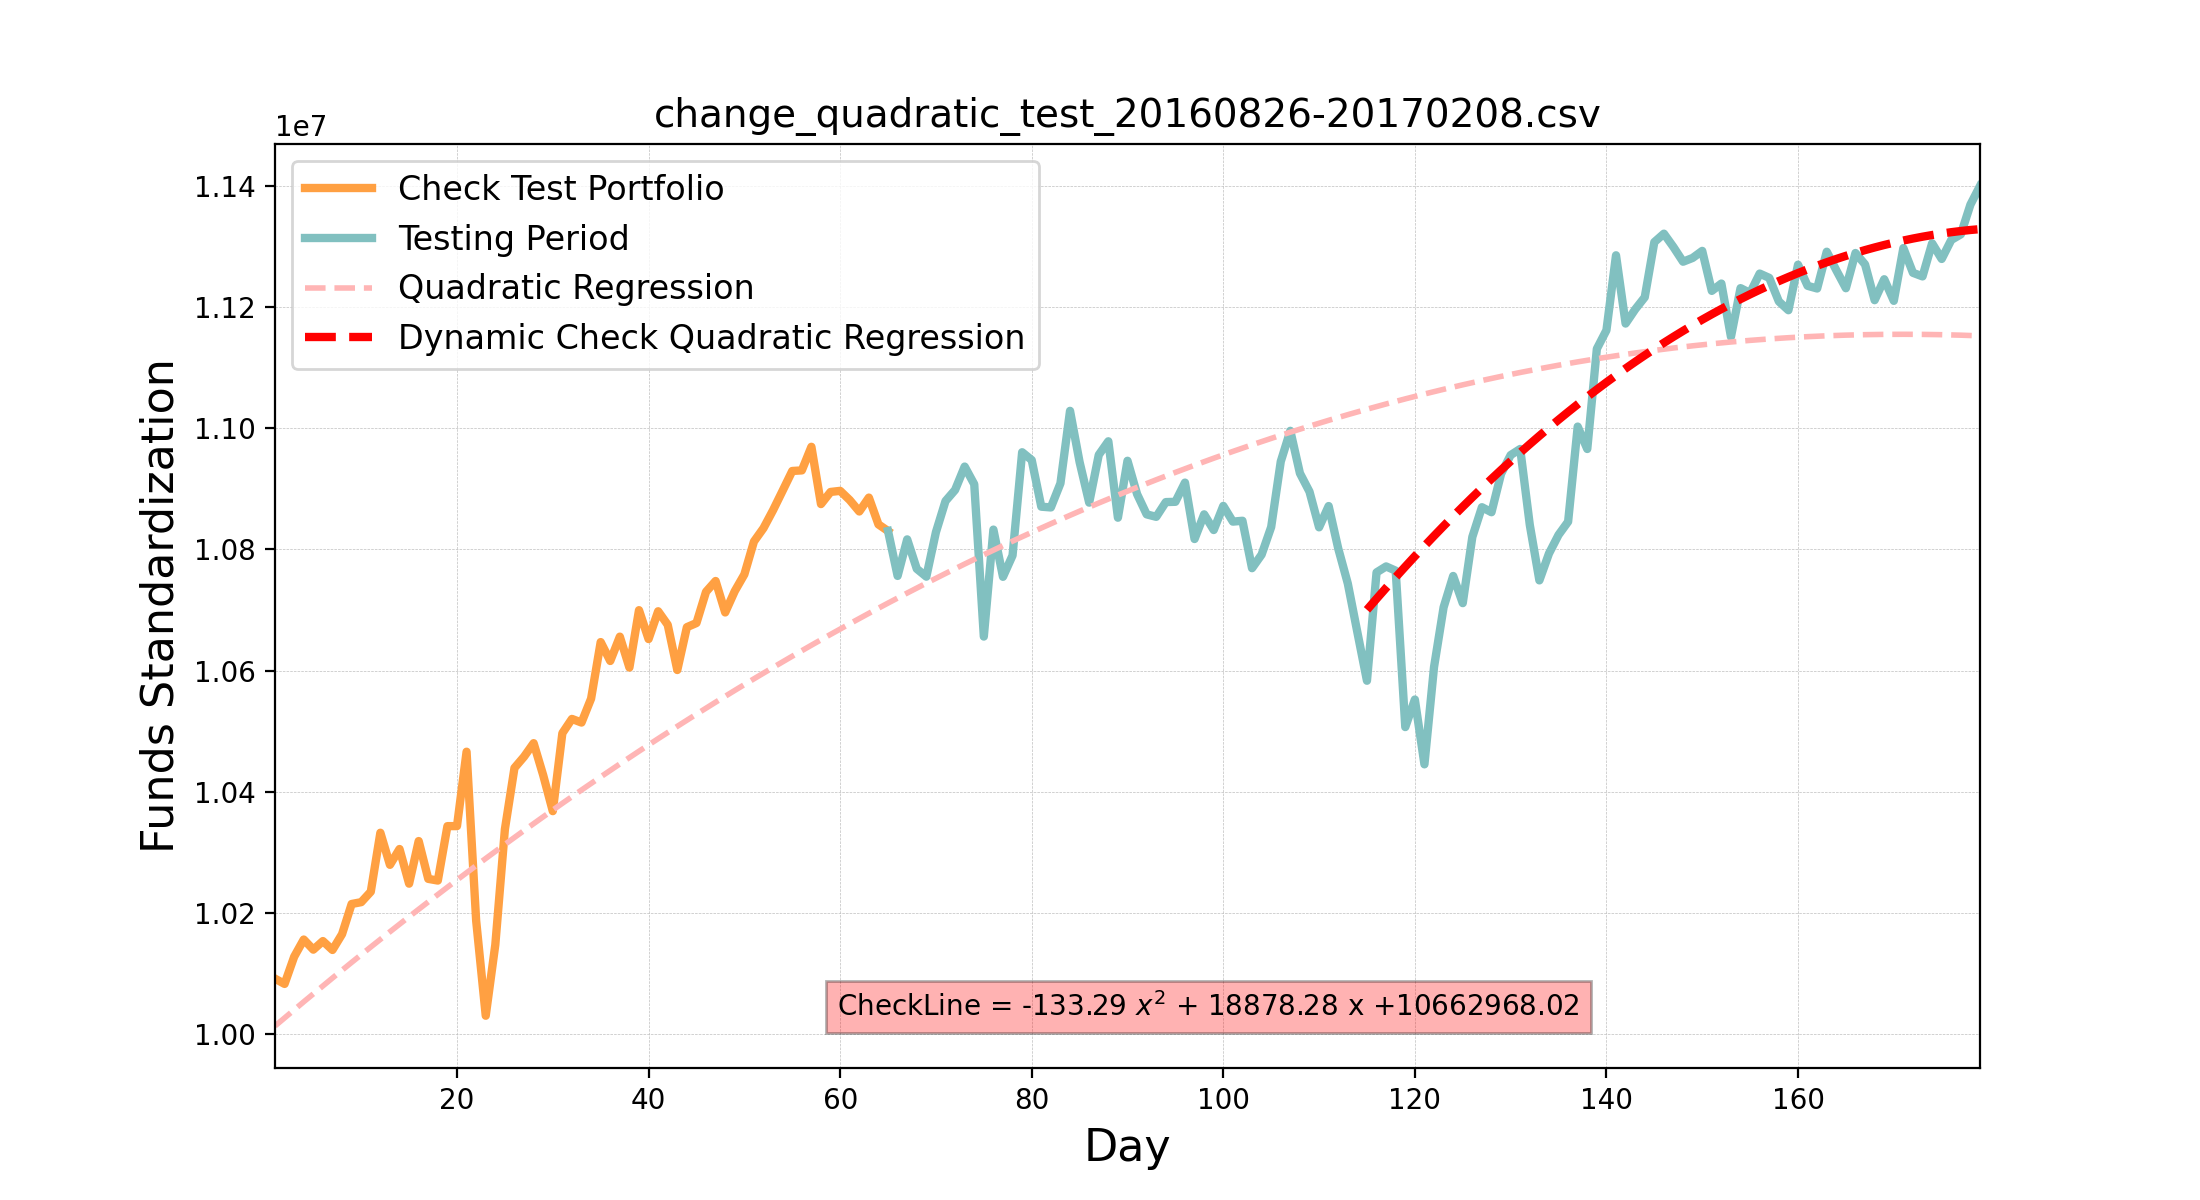 change_quadratic_test_20160826-20170208.csv
1e7
Check Test Portfolio
Testing Period
Quadratic Regression
Dynamic Check Quadratic Regression
1.14
1.12
1.10
1.08
1.06
1.04
1.02
1.00
Funds Standardization
CheckLine = -133.29 x² + 18878.28 x +10662968.02
20 40 60 80 100 120 140 160
Day